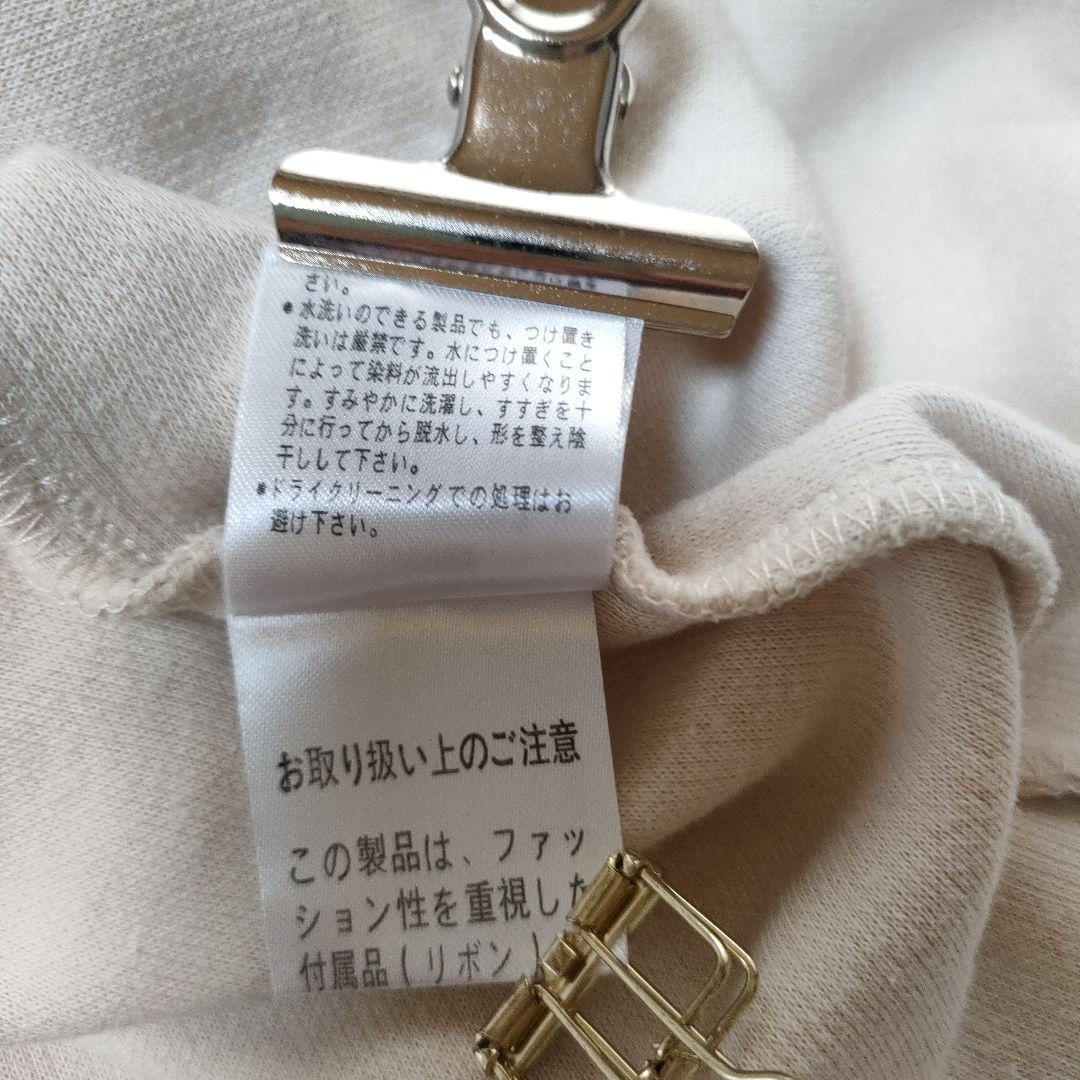 さい。
●水洗いのできる製品でも、つけ置き
洗いは厳禁です。水につけ置くこと
によって染料が流出しやすくなりま
す。すみやかに洗濯し、すすぎを十
分に行ってから脱水し、形を整え陰
干しして下さい。
●ドライクリーニングでの処理はお
避け下さい。
お取り扱い上のご注意
この製品は、ファッ
ション性を重視した
付属品(リボン)